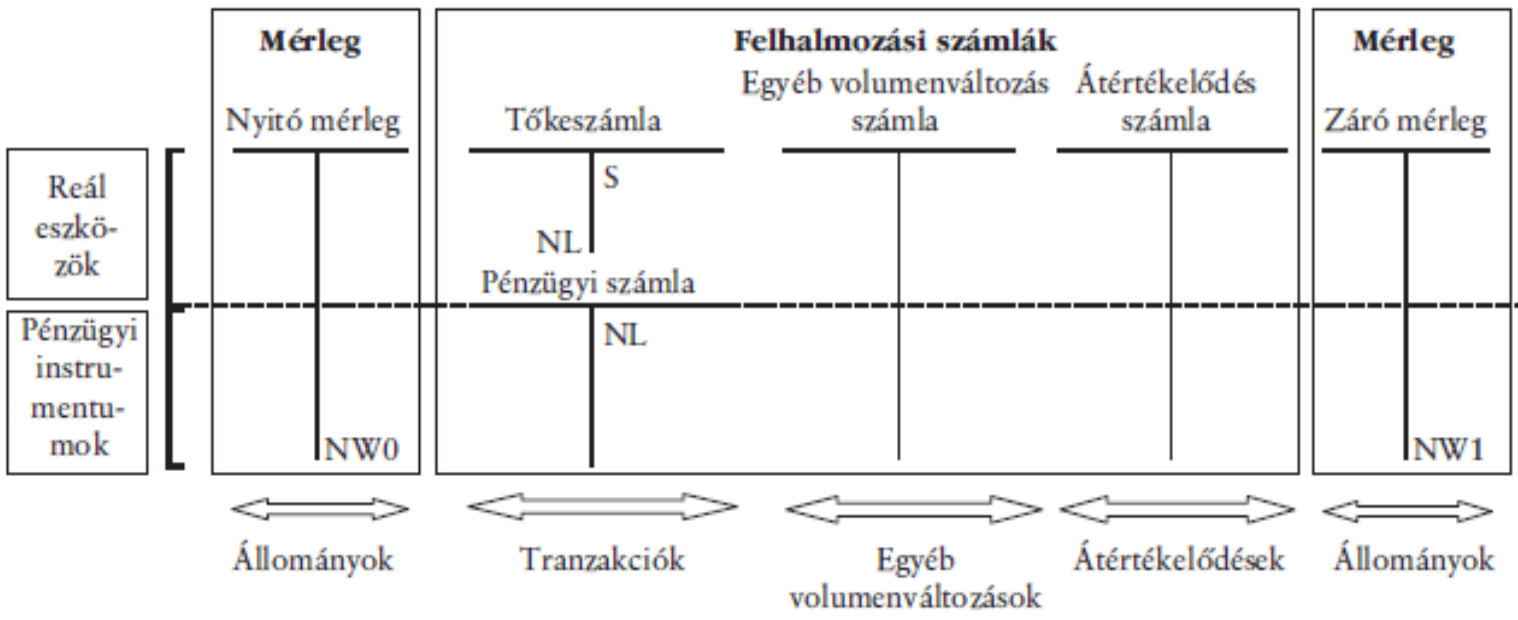 Mérleg
Felhalmozási számlák
Mérleg
Nyitó mérleg
Tőkeszámla
Egyéb volumenváltozás
számla
Átértékelődés
számla
Záró mérleg
Reál
eszkö-
zök
S
NL
Pénzügyi számla
Pénzügyi
instru-
mentu-
mok
NL
NW0
NW1
Állományok
Tranzakciók
Egyéb
volumenváltozások
Átértékelődések
Állományok